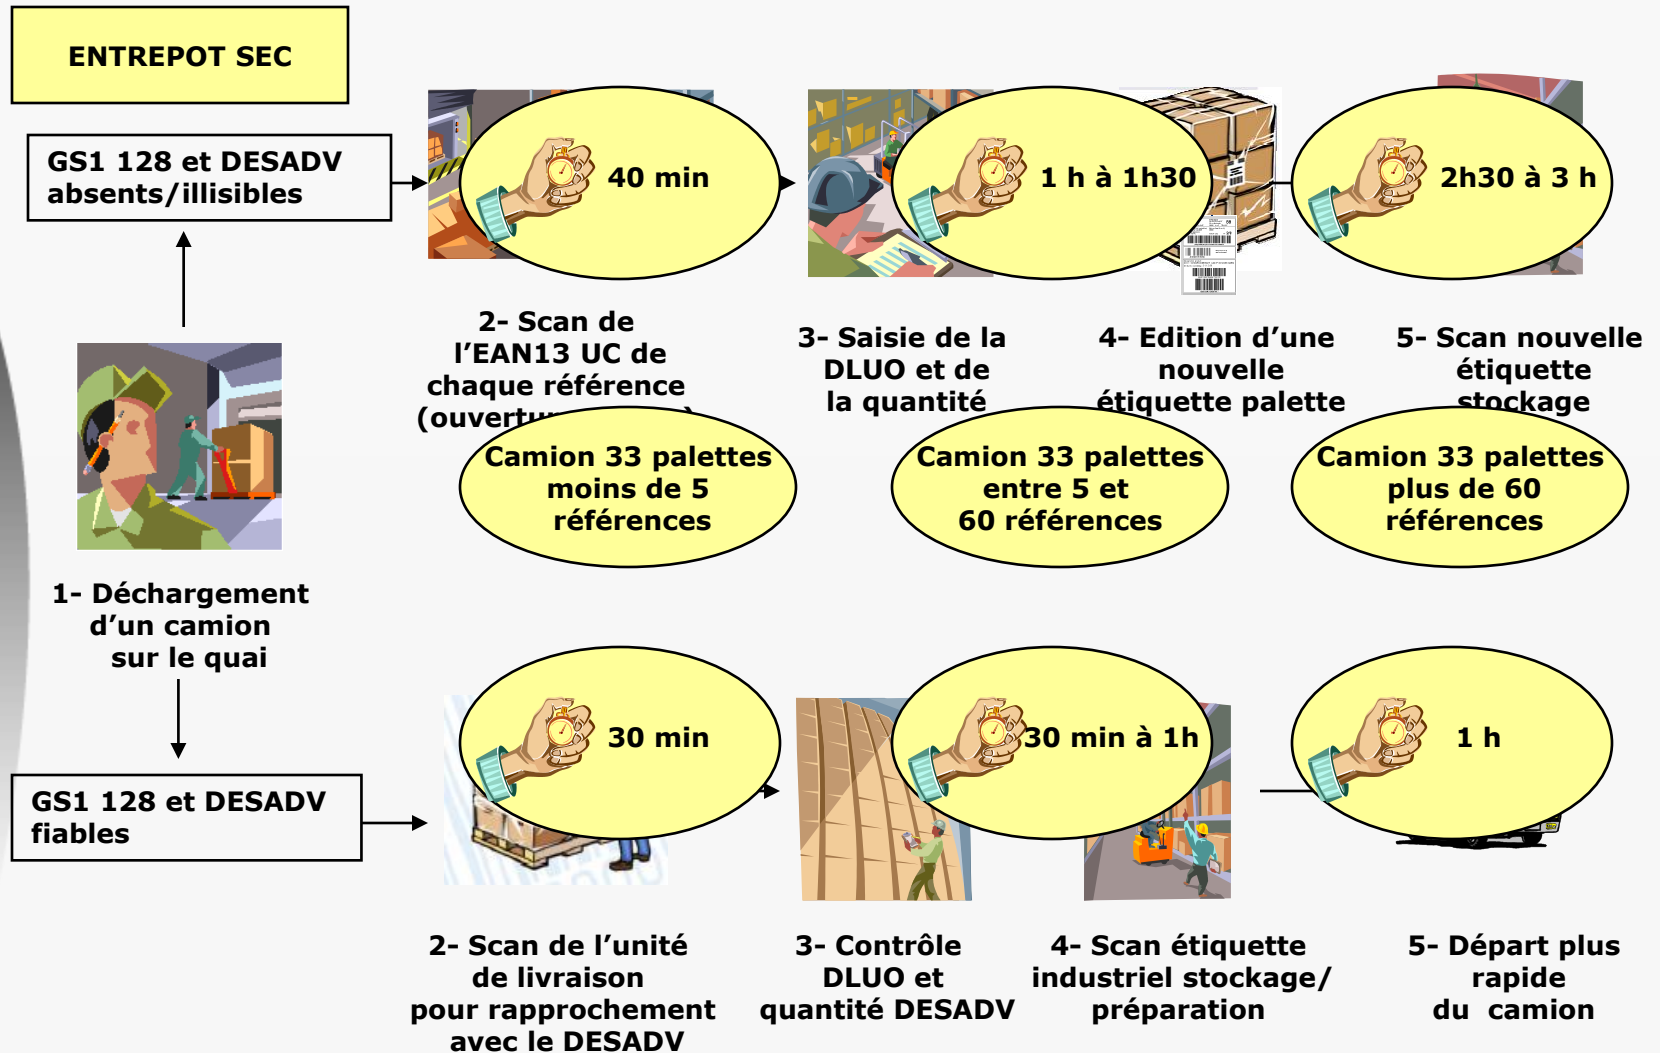 ENTREPOT SEC
GS1 128 et DESADV
absents/illisibles
40 min
1 h à 1h30
2h30 à 3 h
2- Scan de
l’EAN13 UC de
chaque référence
3- Saisie de la
DLUO et de
la quantité
4- Edition d’une
nouvelle
étiquette palette
5- Scan nouvelle
étiquette
stockage
Camion 33 palettes
moins de 5
références
Camion 33 palettes
entre 5 et
60 références
Camion 33 palettes
plus de 60
références
1- Déchargement
d’un camion
sur le quai
30 min
30 min à 1h
1 h
GS1 128 et DESADV
fiables
2- Scan de l’unité
de livraison
pour rapprochement
avec le DESADV
3- Contrôle
DLUO et
quantité DESADV
4- Scan étiquette
industriel stockage/
préparation
5- Départ plus
rapide
du camion